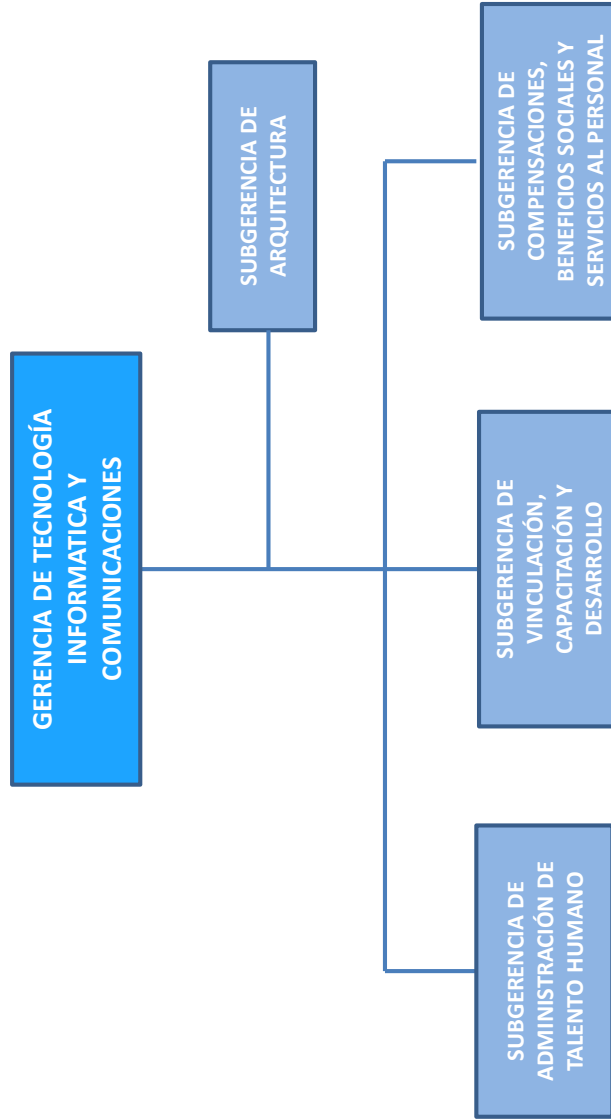 GERENCIA DE TECNOLOGÍA
INFORMATICA Y
COMUNICACIONES
SUBGERENCIA DE
ARQUITECTURA
SUBGERENCIA DE
ADMINISTRACIÓN DE
TALENTO HUMANO
SUBGERENCIA DE
VINCULACIÓN,
CAPACITACIÓN Y
DESARROLLO
SUBGERENCIA DE
COMPENSACIONES,
BENEFICIOS SOCIALES Y
SERVICIOS AL PERSONAL